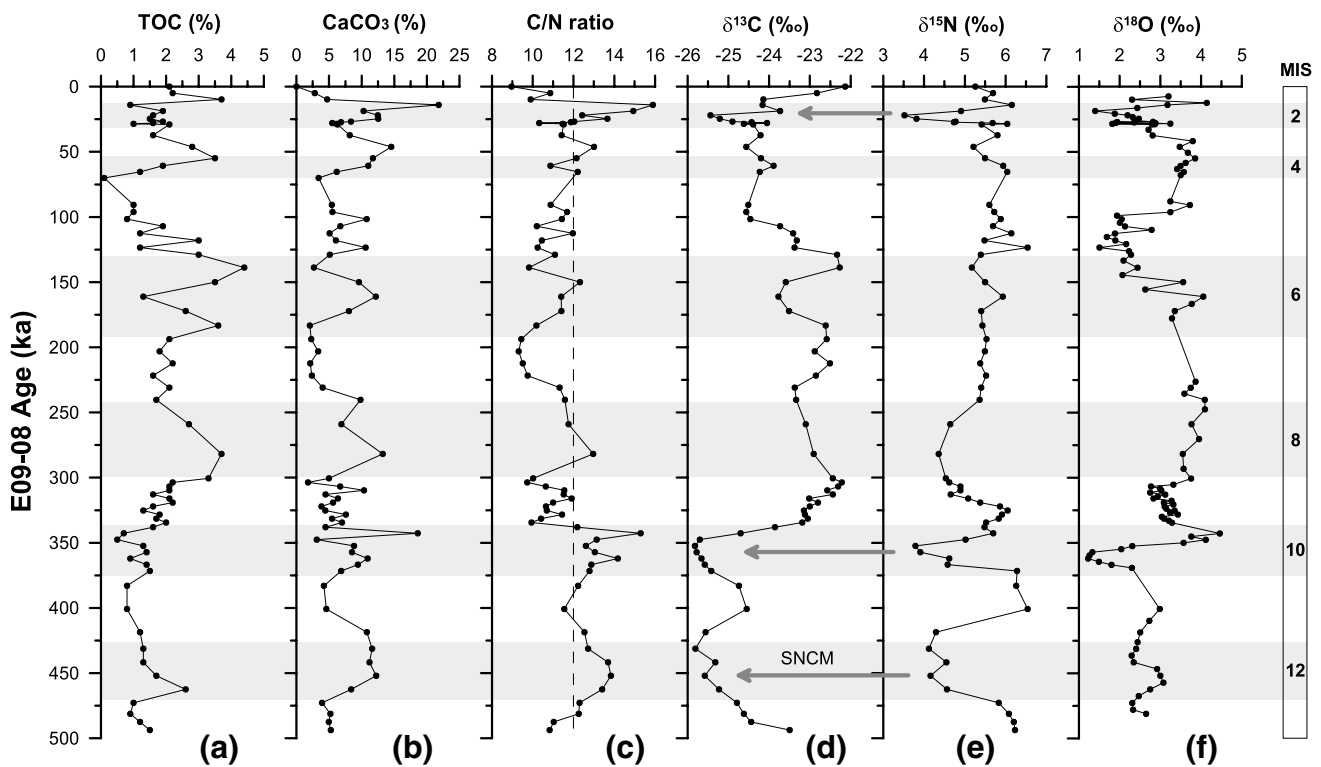 TOC (%) CaCO3 (%) C/N ratio δ13C (‰) δ15N (‰) δ18O (‰)
0 1 2 3 4 5 0 5 10 15 20 25 8 10 12 14 16 -26 -25 -24 -23 -22 3 4 5 6 7 1 2 3 4 5
MIS
0
2
50
4
100
150
6
200
250
8
300
350
10
400
450
12
500
E09-08 Age (ka)
SNCM
(a) (b) (c) (d) (e) (f)